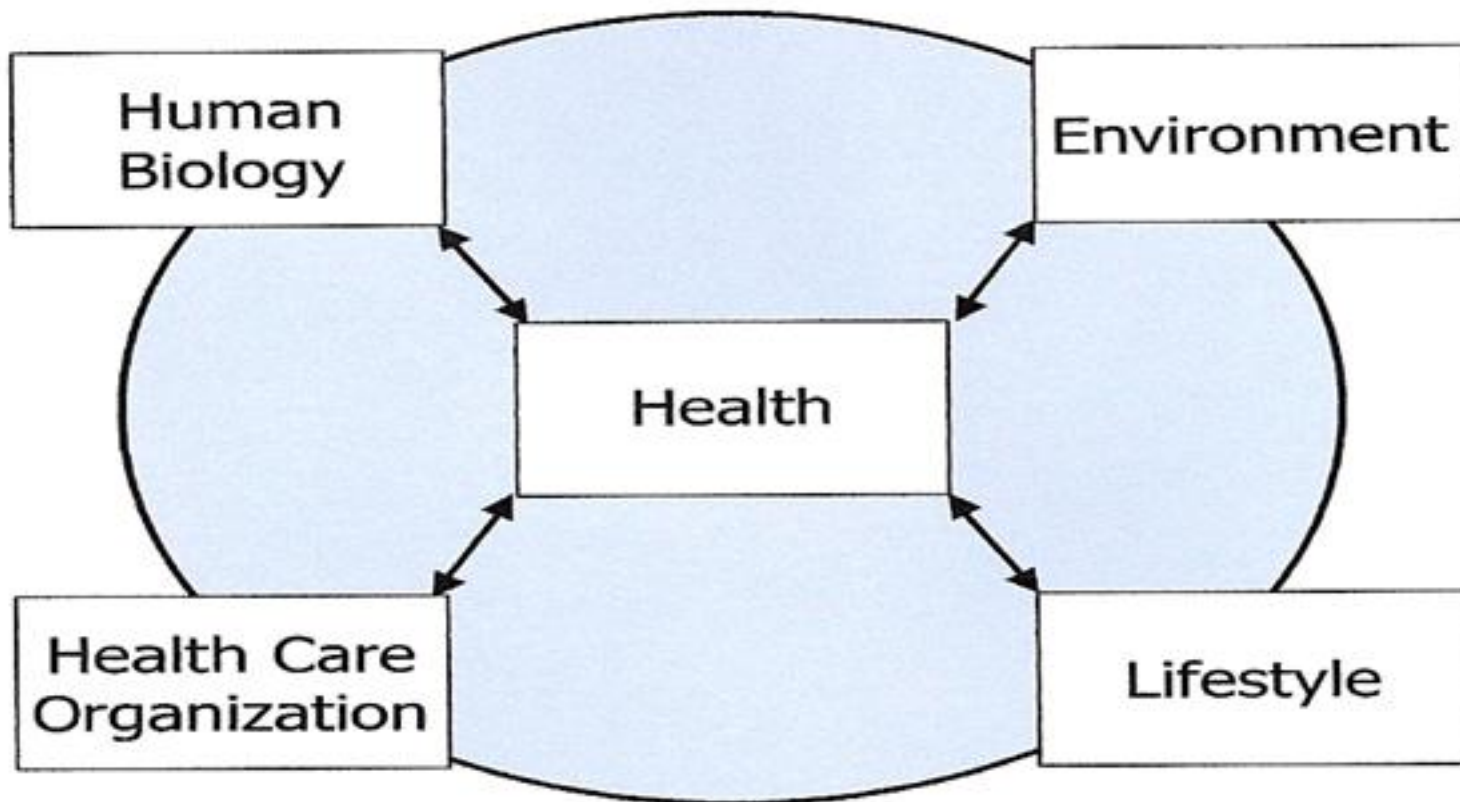 Human
Biology
Environment
Health
Health Care
Organization
Lifestyle